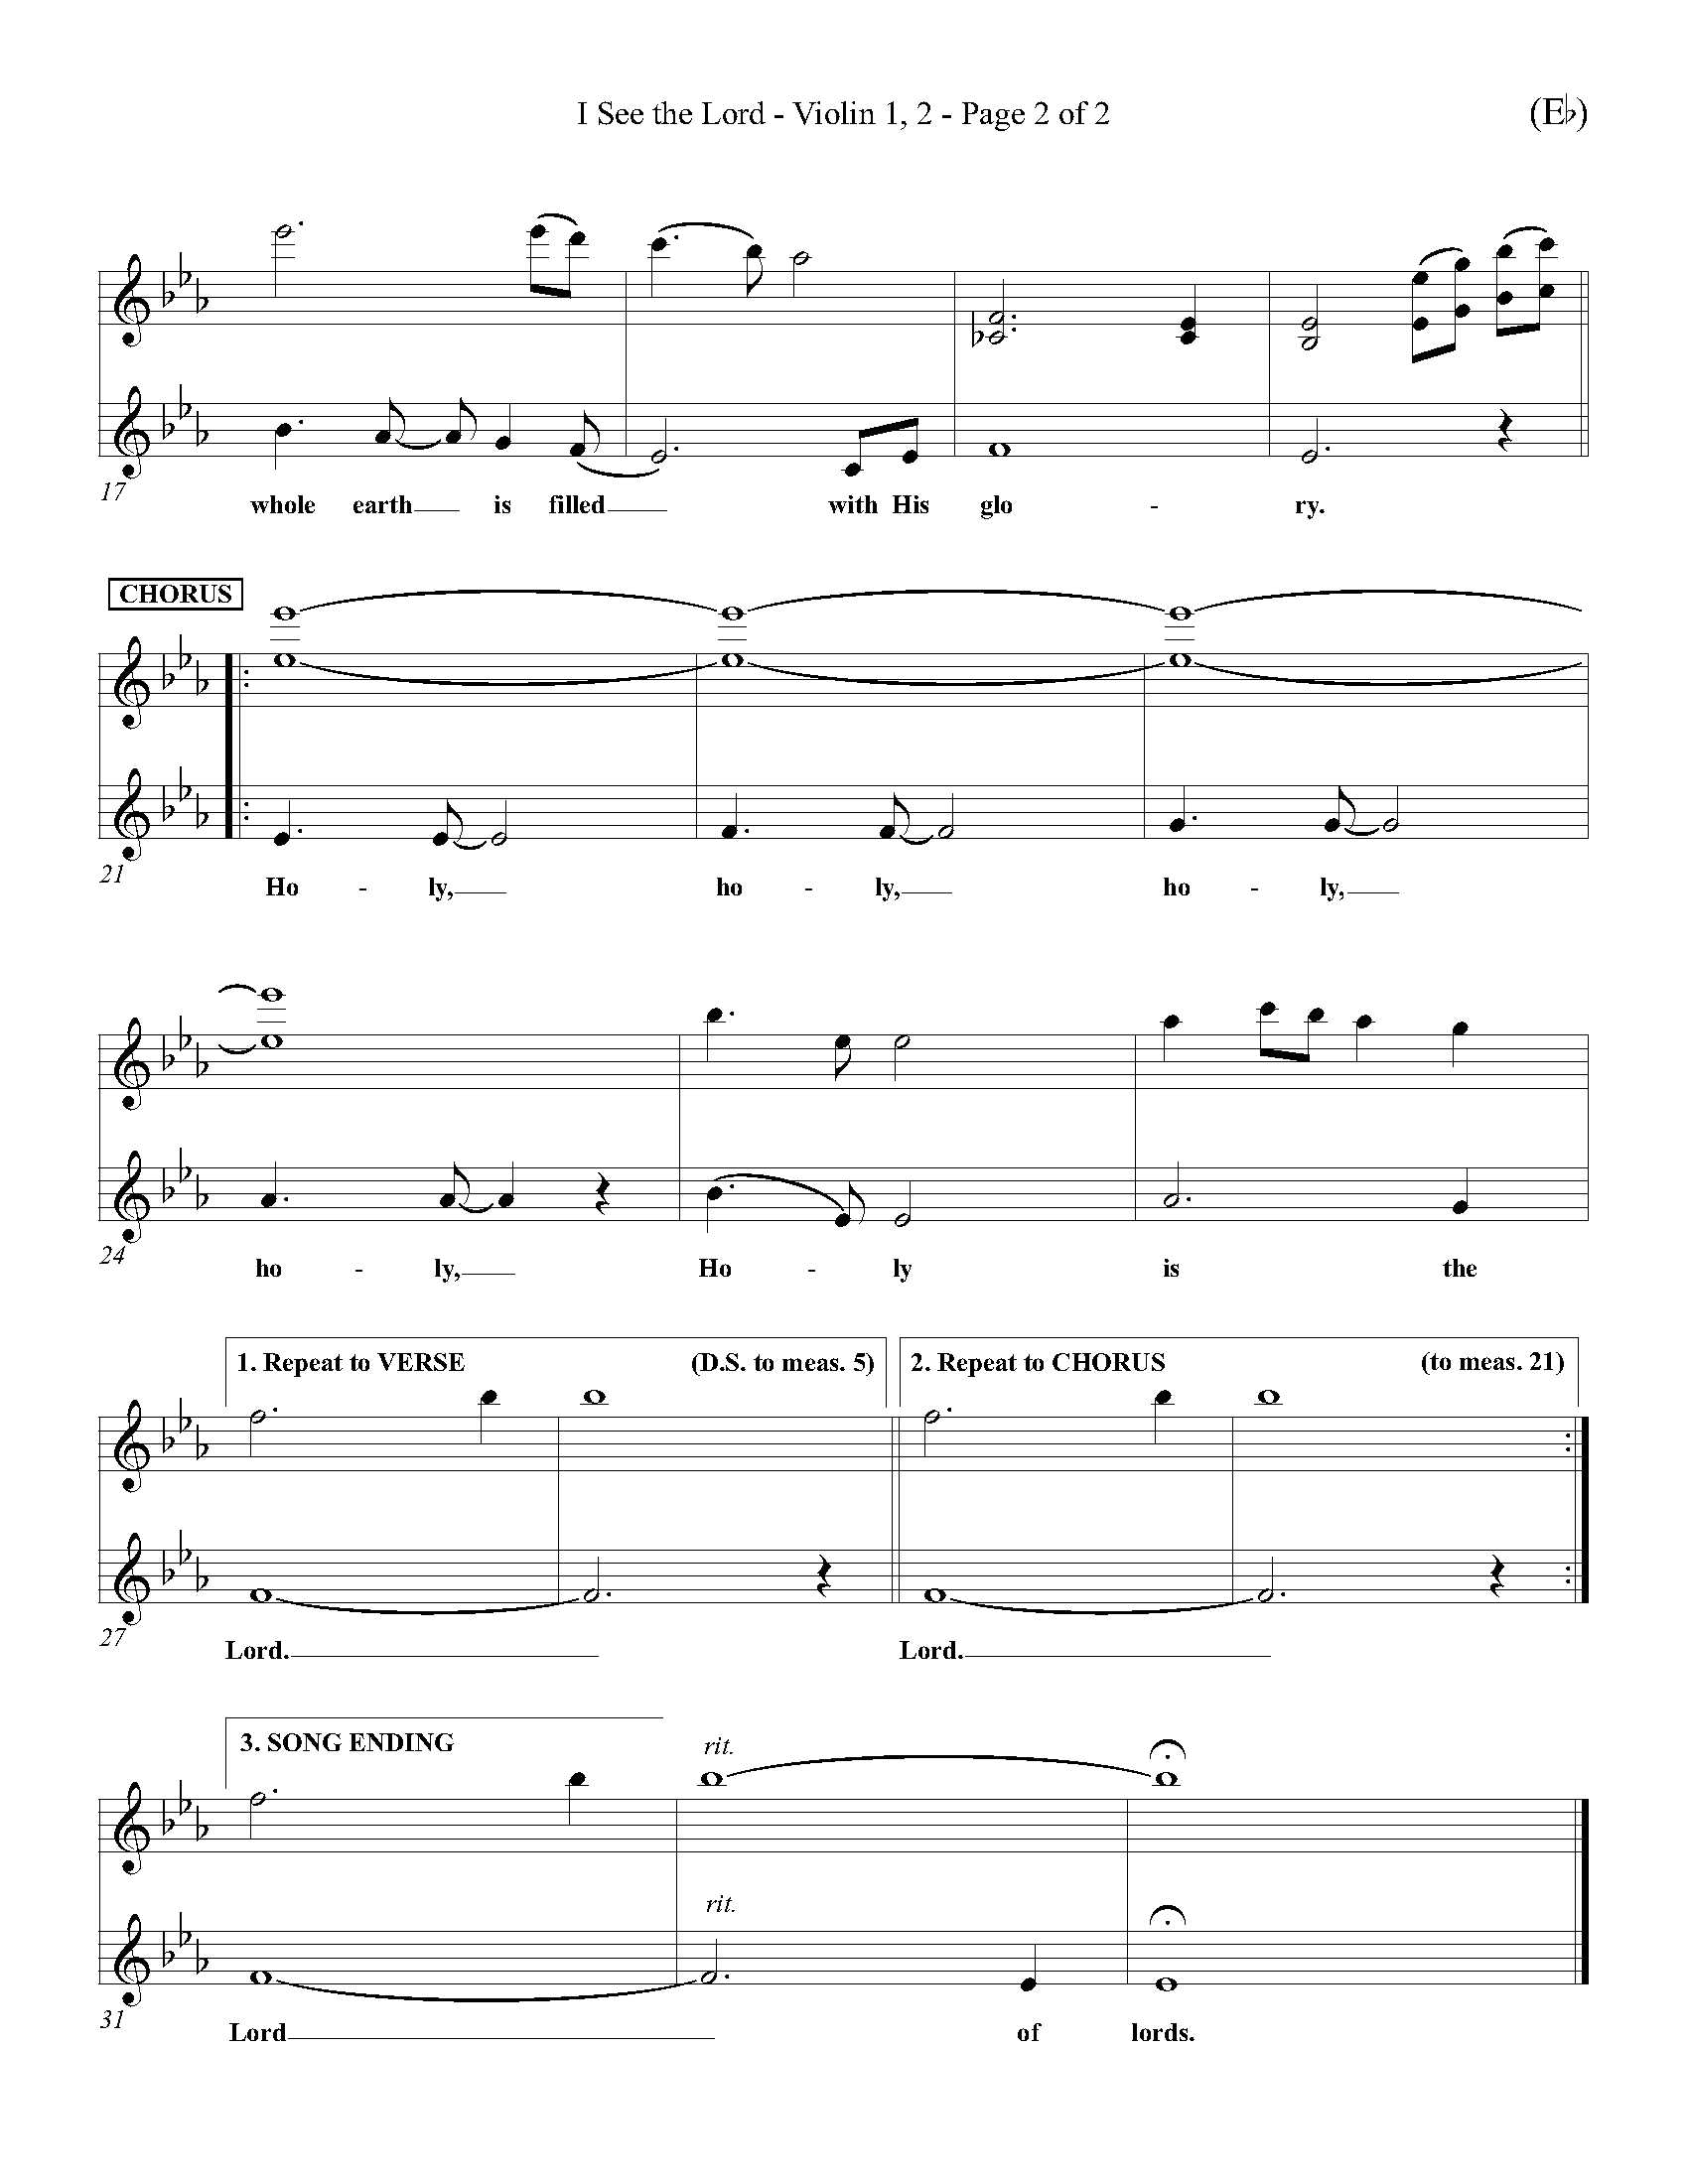 I See the Lord - Violin 1, 2 - Page 2 of 2
(E♭)
17
whole earth is filled with His glo - ry.
CHORUS
21
Ho - ly, ho - ly, ho - ly,
24
ho - ly, Ho - ly is the
1. Repeat to VERSE (D.S. to meas. 5) 2. Repeat to CHORUS (to meas. 21)
27
Lord. Lord.
3. SONG ENDING
rit.
rit.
31
Lord of lords.